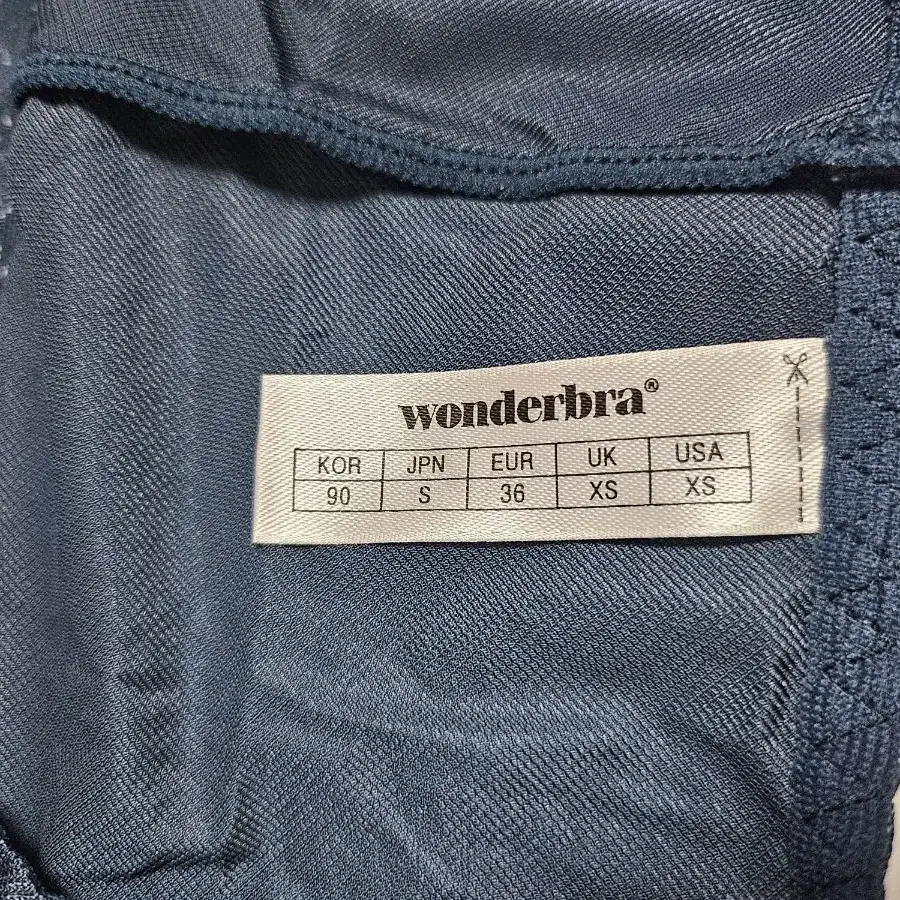 wonderbra®
KOR JPN EUR UK USA
90 S 36 XS XS